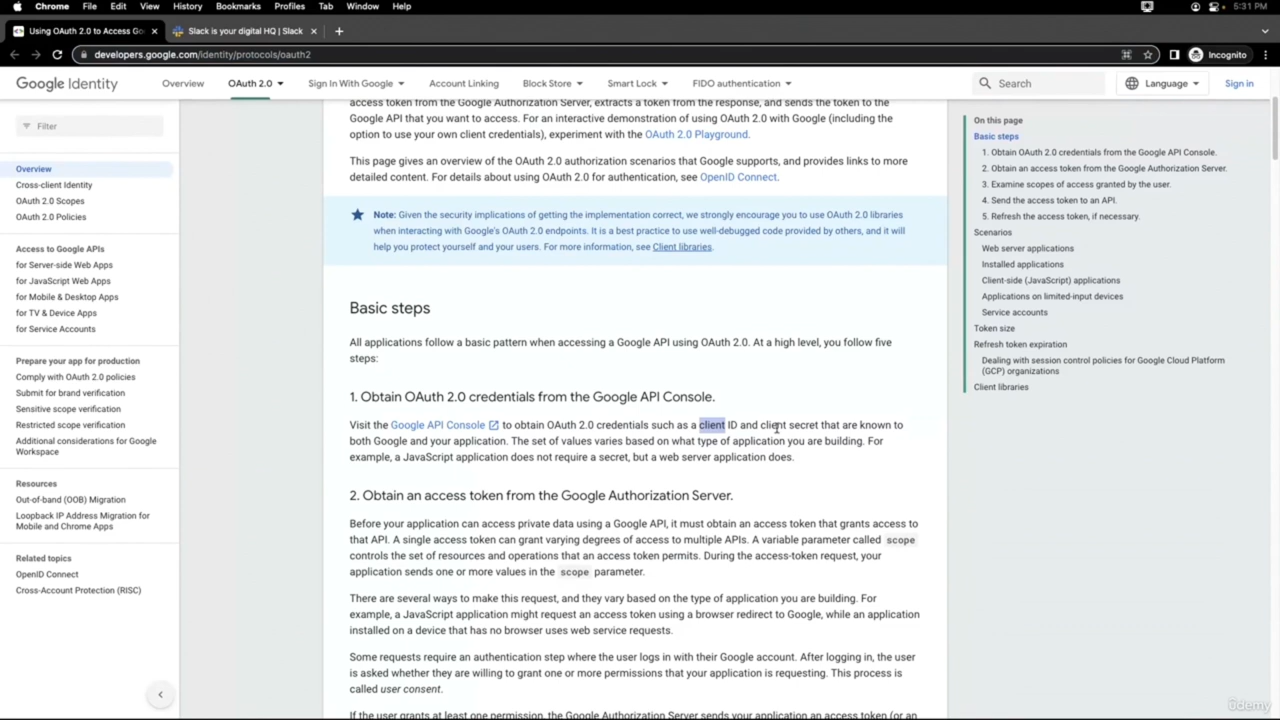 Chrome File Edit View History Bookmarks Profiles Tab Window Help 5:31 PM
Using OAuth 2.0 to Access Go Slack is your digital HQ | Slack
developers.google.com/identity/protocols/oauth2 Incognito
Google Identity Overview OAuth 2.0 Sign In With Google Account Linking Block Store Smart Lock FIDO authentication Search Language Sign in
Filter
Overview
Cross-client Identity
OAuth 2.0 Scopes
OAuth 2.0 Policies
Access to Google APIs
for Server-side Web Apps
for JavaScript Web Apps
for Mobile & Desktop Apps
for TV & Device Apps
for Service Accounts
Prepare your app for production
Comply with OAuth 2.0 policies
Submit for brand verification
Sensitive scope verification
Restricted scope verification
Additional considerations for Google
Workspace
Resources
Out-of-band (OOB) Migration
Loopback IP Address Migration for
Mobile and Chrome Apps
Related topics
OpenID Connect
Cross-Account Protection (RISC)
access token from the Google Authorization Server, extracts a token from the response, and sends the token to the
Google API that you want to access. For an interactive demonstration of using OAuth 2.0 with Google (including the
option to use your own client credentials), experiment with the OAuth 2.0 Playground.
This page gives an overview of the OAuth 2.0 authorization scenarios that Google supports, and provides links to more
detailed content. For details about using OAuth 2.0 for authentication, see OpenID Connect.
Note: Given the security implications of getting the implementation correct, we strongly encourage you to use OAuth 2.0 libraries
when interacting with Google's OAuth 2.0 endpoints. It is a best practice to use well-debugged code provided by others, and it will
help you protect yourself and your users. For more information, see Client libraries.
Basic steps
All applications follow a basic pattern when accessing a Google API using OAuth 2.0. At a high level, you follow five
steps:
1. Obtain OAuth 2.0 credentials from the Google API Console.
Visit the Google API Console to obtain OAuth 2.0 credentials such as a client ID and client secret that are known to
both Google and your application. The set of values varies based on what type of application you are building. For
example, a JavaScript application does not require a secret, but a web server application does.
2. Obtain an access token from the Google Authorization Server.
Before your application can access private data using a Google API, it must obtain an access token that grants access to
that API. A single access token can grant varying degrees of access to multiple APIs. A variable parameter called scope
controls the set of resources and operations that an access token permits. During the access-token request, your
application sends one or more values in the scope parameter.
There are several ways to make this request, and they vary based on the type of application you are building. For
example, a JavaScript application might request an access token using a browser redirect to Google, while an application
installed on a device that has no browser uses web service requests.
Some requests require an authentication step where the user logs in with their Google account. After logging in, the user
is asked whether they are willing to grant one or more permissions that your application is requesting. This process is
called user consent.
If the user grants at least one permission, the Google Authorization Server sends your application an access token (or an
On this page
Basic steps
1. Obtain OAuth 2.0 credentials from the Google API Console.
2. Obtain an access token from the Google Authorization Server.
3. Examine scopes of access granted by the user.
4. Send the access token to an API.
5. Refresh the access token, if necessary.
Scenarios
Web server applications
Installed applications
Client-side (JavaScript) applications
Applications on limited-input devices
Service accounts
Token size
Refresh token expiration
Dealing with session control policies for Google Cloud Platform
(GCP) organizations
Client libraries
ûdemy